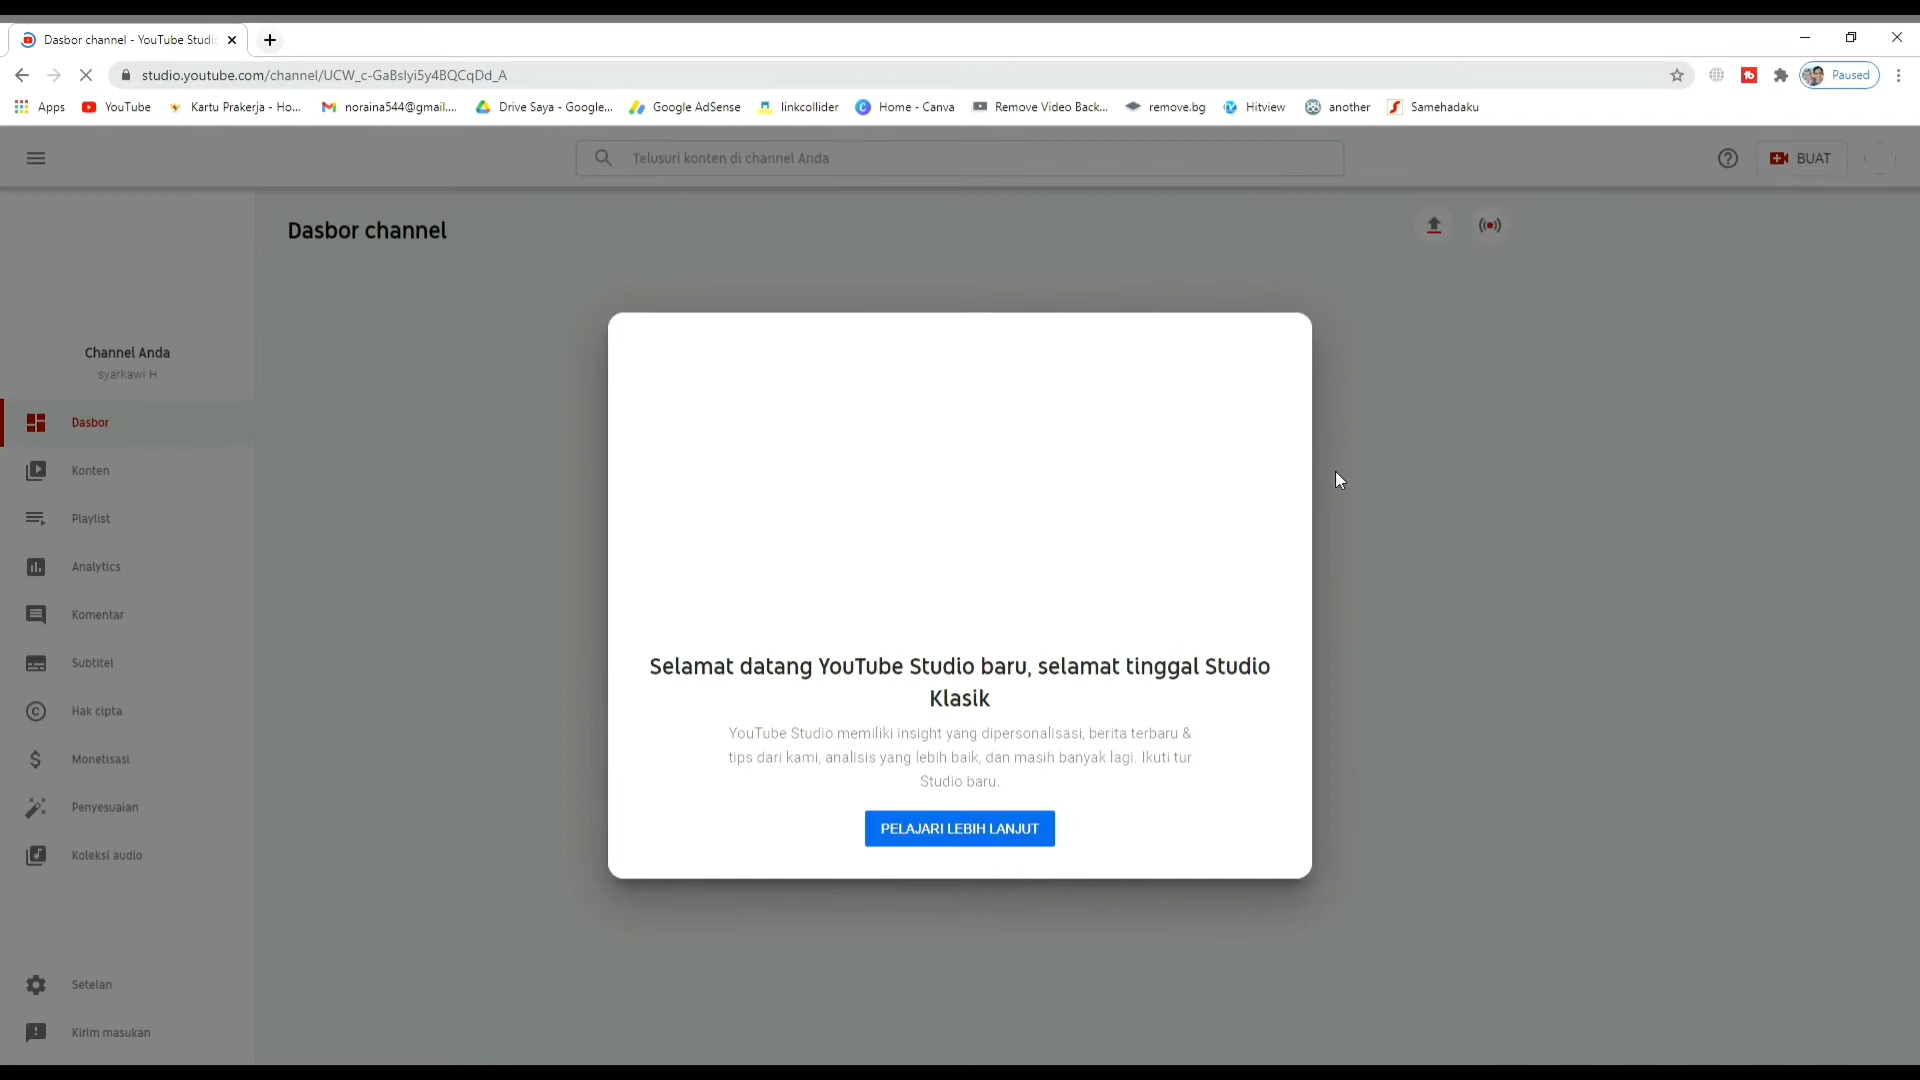 Dasbor channel - YouTube Studi
studio.youtube.com/channel/UCW_c-GaBslyi5y4BQCqDd_A
Paused
Apps
YouTube
Kartu Prakerja - Ho...
noraina544@gmail....
Drive Saya - Google...
Google AdSense
linkcollider
Home - Canva
Remove Video Back...
remove.bg
Hitview
another
Samehadaku
Telusuri konten di channel Anda
BUAT
Dasbor channel
Channel Anda
syarkawi H
Dasbor
Konten
Playlist
Analytics
Komentar
Subtitel
Hak cipta
Monetisasi
Penyesuaian
Koleksi audio
Setelan
Kirim masukan
Selamat datang YouTube Studio baru, selamat tinggal Studio
Klasik
YouTube Studio memiliki insight yang dipersonalisasi, berita terbaru &
tips dari kami, analisis yang lebih baik, dan masih banyak lagi. Ikuti tur
Studio baru.
PELAJARI LEBIH LANJUT